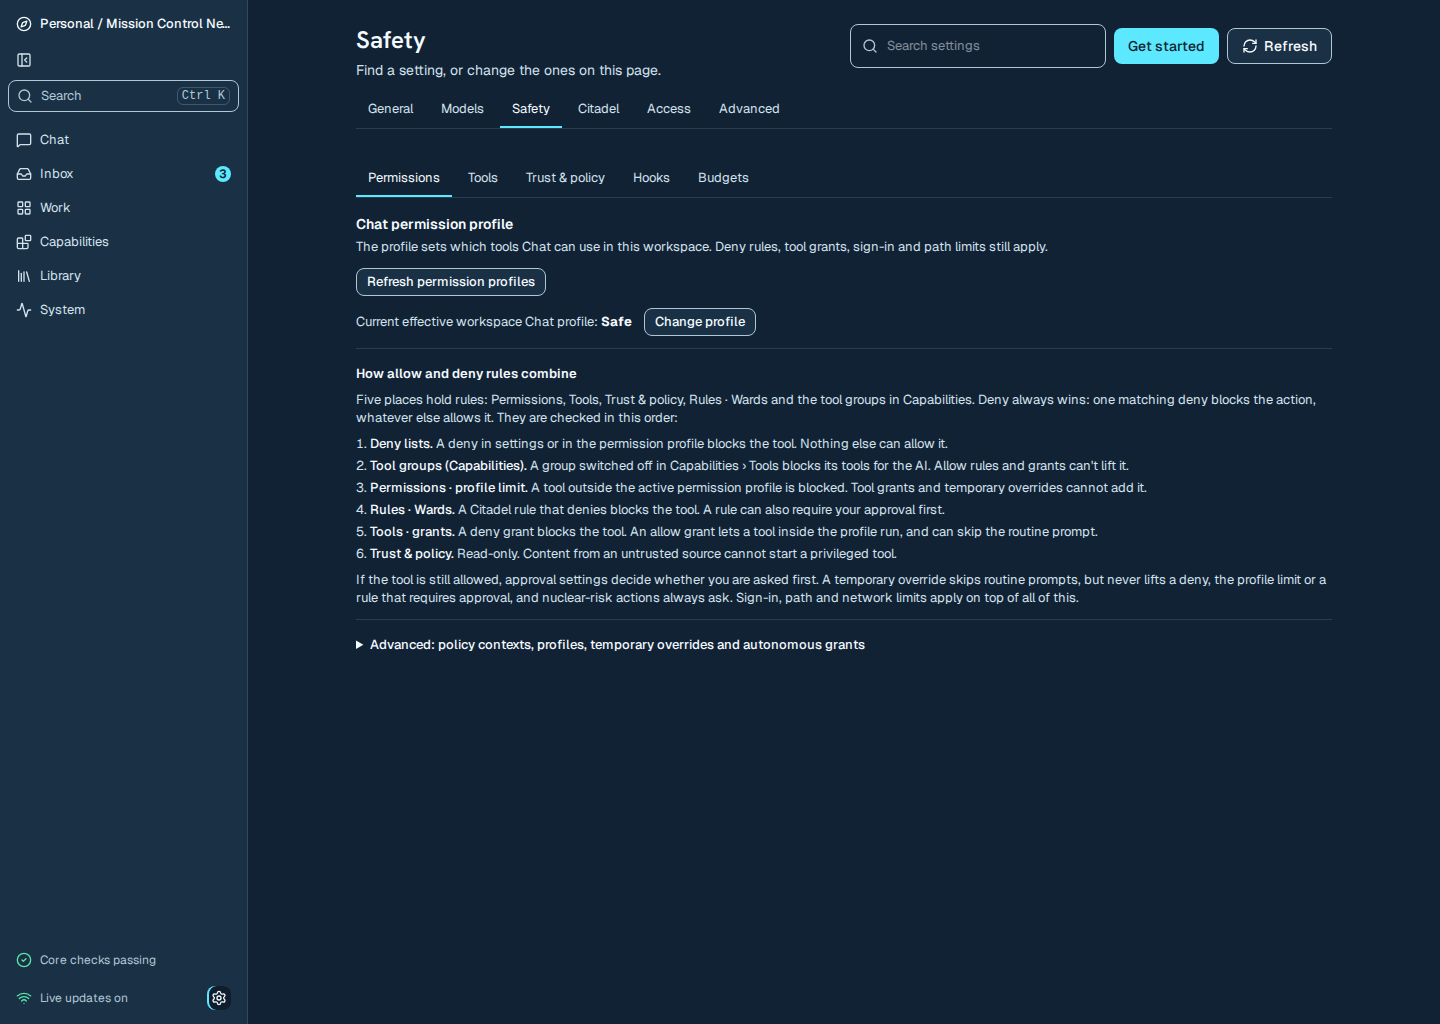 Personal / Mission Control Ne...
Search
Ctrl K
Chat
Inbox
3
Work
Capabilities
Library
System
Core checks passing
Live updates on
Safety
Find a setting, or change the ones on this page.
Search settings
Get started
Refresh
General
Models
Safety
Citadel
Access
Advanced
Permissions
Tools
Trust & policy
Hooks
Budgets
Chat permission profile
The profile sets which tools Chat can use in this workspace. Deny rules, tool grants, sign-in and path limits still apply.
Refresh permission profiles
Current effective workspace Chat profile: Safe
Change profile
How allow and deny rules combine
Five places hold rules: Permissions, Tools, Trust & policy, Rules · Wards and the tool groups in Capabilities. Deny always wins: one matching deny blocks the action,
whatever else allows it. They are checked in this order:
1. Deny lists. A deny in settings or in the permission profile blocks the tool. Nothing else can allow it.
2. Tool groups (Capabilities). A group switched off in Capabilities › Tools blocks its tools for the AI. Allow rules and grants can't lift it.
3. Permissions · profile limit. A tool outside the active permission profile is blocked. Tool grants and temporary overrides cannot add it.
4. Rules · Wards. A Citadel rule that denies blocks the tool. A rule can also require your approval first.
5. Tools · grants. A deny grant blocks the tool. An allow grant lets a tool inside the profile run, and can skip the routine prompt.
6. Trust & policy. Read-only. Content from an untrusted source cannot start a privileged tool.
If the tool is still allowed, approval settings decide whether you are asked first. A temporary override skips routine prompts, but never lifts a deny, the profile limit or a
rule that requires approval, and nuclear-risk actions always ask. Sign-in, path and network limits apply on top of all of this.
Advanced: policy contexts, profiles, temporary overrides and autonomous grants